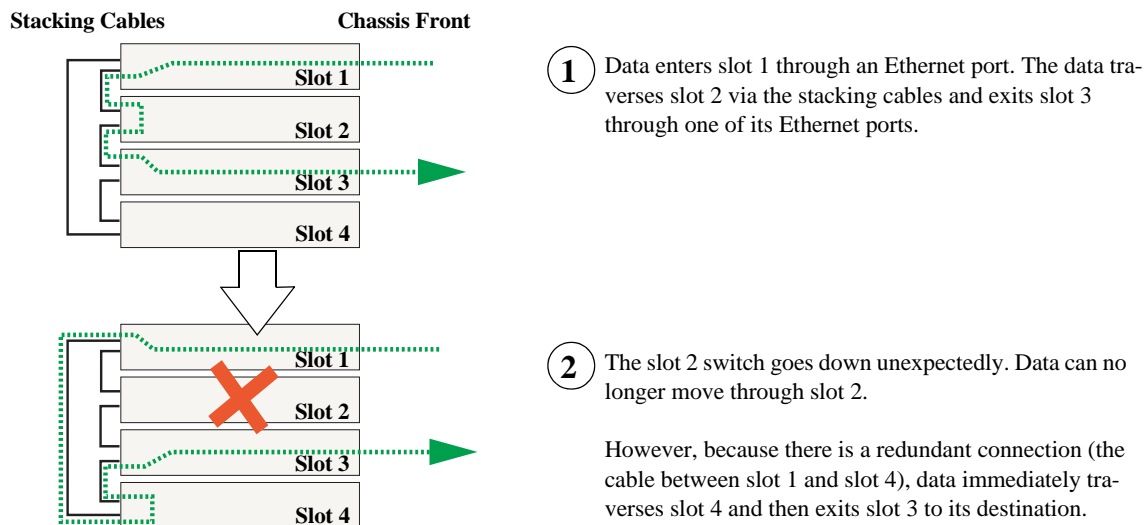 Stacking Cables
Chassis Front
Slot 1
Slot 2
Slot 3
Slot 4
1
Data enters slot 1 through an Ethernet port. The data tra-
verses slot 2 via the stacking cables and exits slot 3
through one of its Ethernet ports.
Slot 1
Slot 2
Slot 3
Slot 4
2
The slot 2 switch goes down unexpectedly. Data can no
longer move through slot 2.
However, because there is a redundant connection (the
cable between slot 1 and slot 4), data immediately tra-
verses slot 4 and then exits slot 3 to its destination.